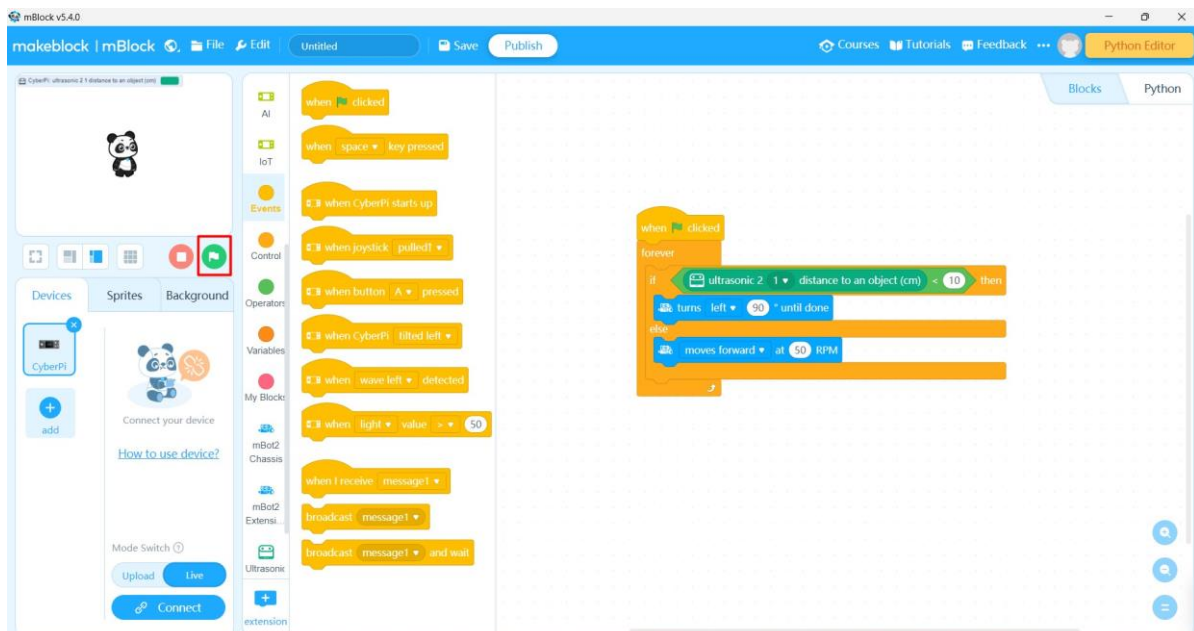 mBlock v5.4.0
makeblock | mBlock File Edit Untitled Save Publish Courses Tutorials Feedback ••• Python Editor
CyberPi: ultrasonic 2 1 distance to an object (cm)
Devices Sprites Background
CyberPi
add
Connect your device
How to use device?
Mode Switch ?
Upload Live
Connect
AI
IoT
Events
Control
Operators
Variables
My Blocks
mBot2
Chassis
mBot2
Extensi...
Ultrasonic
extension
when clicked
when space key pressed
when CyberPi starts up
when joystick pulled↑
when button A pressed
when CyberPi tilted left
when wave left detected
when light value > 50
when I receive message1
broadcast message1
broadcast message1 and wait
Blocks Python
when clicked
forever
if ultrasonic 2 1 distance to an object (cm) < 10 then
turns left 90 ° until done
else
moves forward at 50 RPM